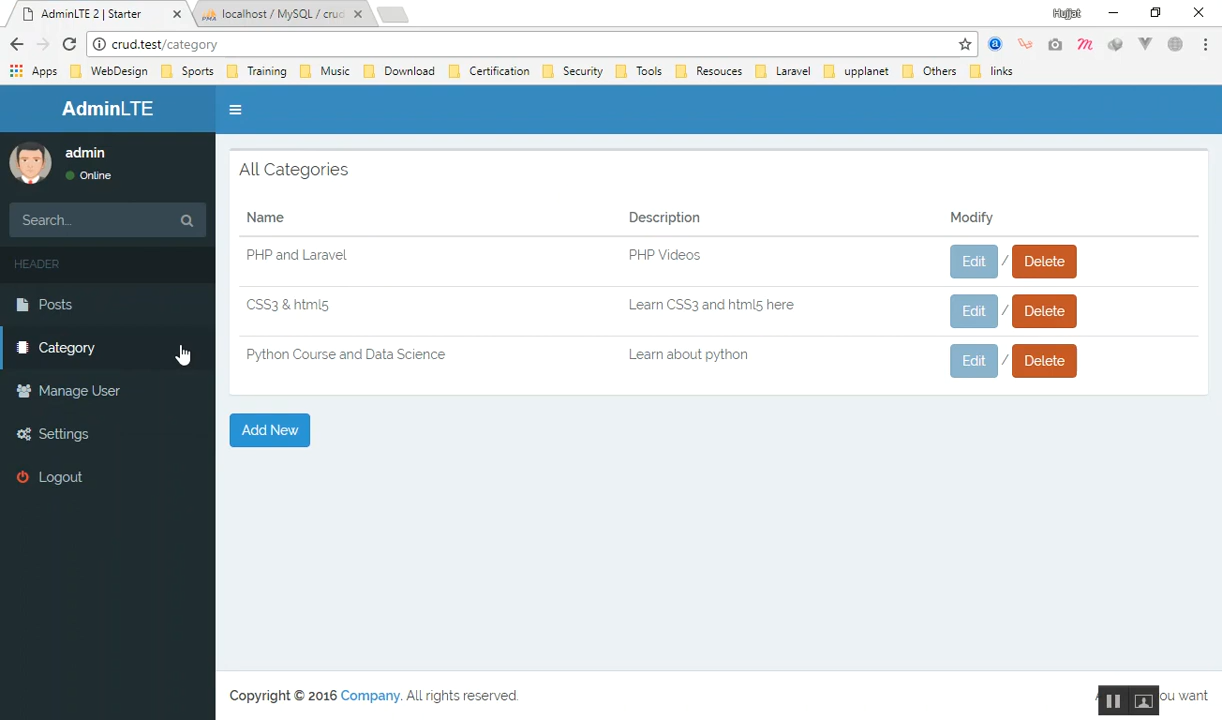 AdminLTE 2 | Starter
localhost / MySQL / crud
Hujjat
crud.test/category
Apps WebDesign Sports Training Music Download Certification Security Tools Resouces Laravel upplanet Others links
AdminLTE
admin
Online
Search...
HEADER
Posts
Category
Manage User
Settings
Logout
All Categories
Name Description Modify
PHP and Laravel PHP Videos Edit / Delete
CSS3 & html5 Learn CSS3 and html5 here Edit / Delete
Python Course and Data Science Learn about python Edit / Delete
Add New
Copyright © 2016 Company. All rights reserved.
ou want